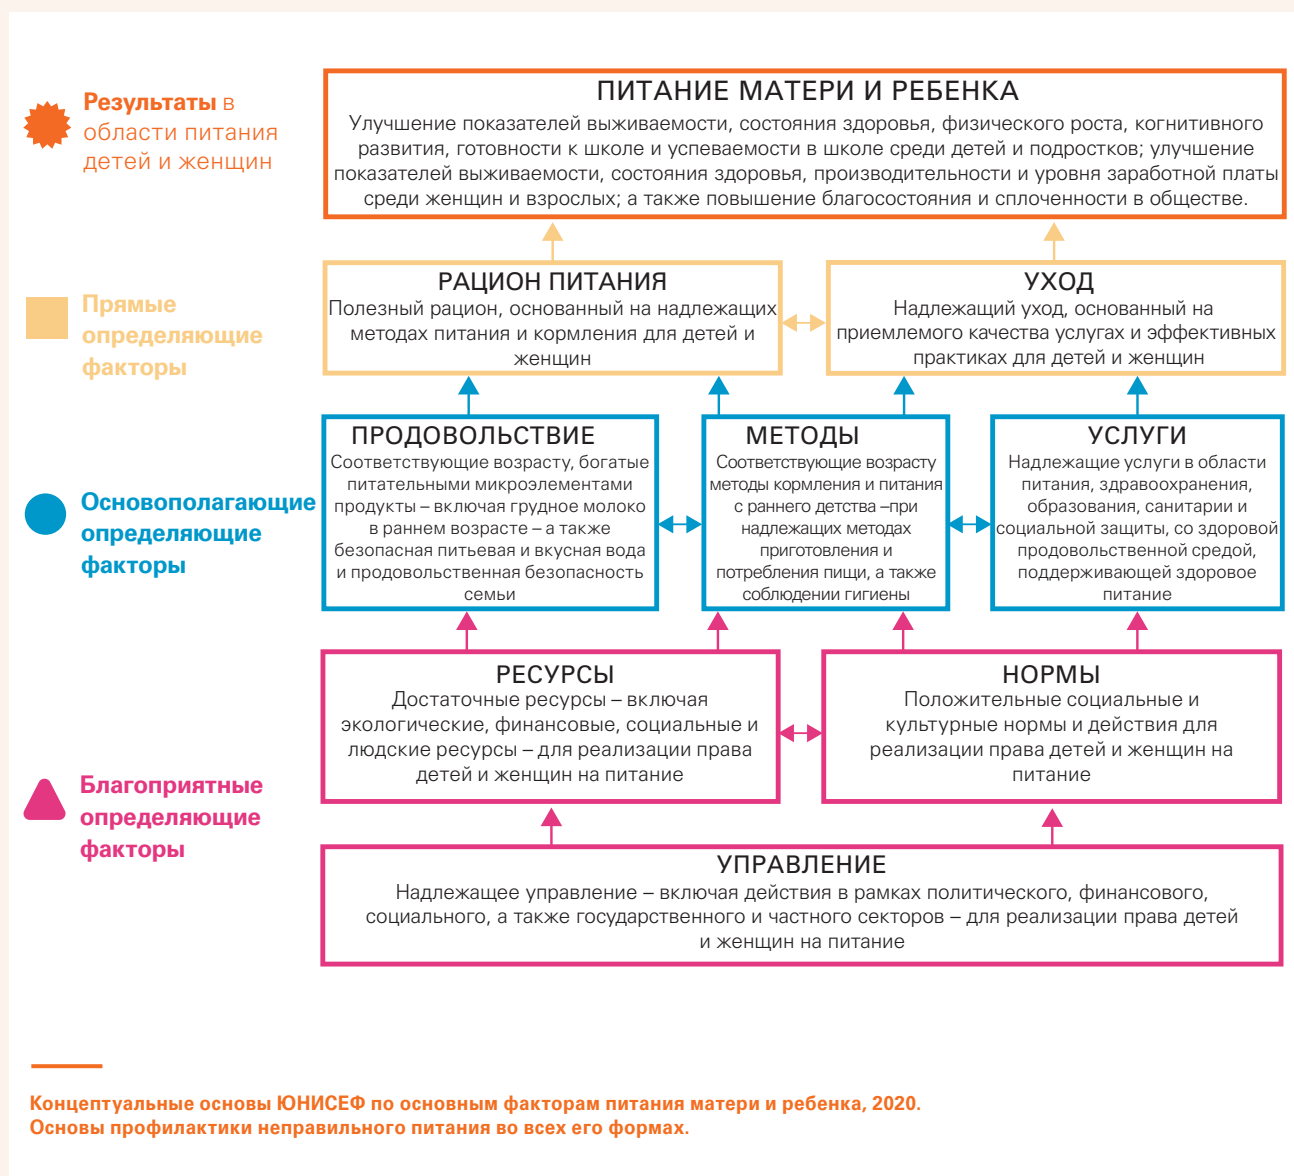 Результаты в
области питания
детей и женщин
ПИТАНИЕ МАТЕРИ И РЕБЕНКА
Улучшение показателей выживаемости, состояния здоровья, физического роста, когнитивного
развития, готовности к школе и успеваемости в школе среди детей и подростков; улучшение
показателей выживаемости, состояния здоровья, производительности и уровня заработной платы
среди женщин и взрослых; а также повышение благосостояния и сплоченности в обществе.
Прямые
определяющие
факторы
РАЦИОН ПИТАНИЯ
Полезный рацион, основанный на надлежащих
методах питания и кормления для детей и
женщин
УХОД
Надлежащий уход, основанный на
приемлемого качества услугах и эффективных
практиках для детей и женщин
Основополагающие
определяющие
факторы
ПРОДОВОЛЬСТВИЕ
Соответствующие возрасту, богатые
питательными микроэлементами
продукты – включая грудное молоко
в раннем возрасте – а также
безопасная питьевая и вкусная вода
и продовольственная безопасность
семьи
МЕТОДЫ
Соответствующие возрасту
методы кормления и питания
с раннего детства –при
надлежащих методах
приготовления и
потребления пищи, а также
соблюдении гигиены
УСЛУГИ
Надлежащие услуги в области
питания, здравоохранения,
образования, санитарии и
социальной защиты, со здоровой
продовольственной средой,
поддерживающей здоровое
питание
Благоприятные
определяющие
факторы
РЕСУРСЫ
Достаточные ресурсы – включая
экологические, финансовые, социальные и
людские ресурсы – для реализации права
детей и женщин на питание
НОРМЫ
Положительные социальные и
культурные нормы и действия для
реализации права детей и женщин на
питание
УПРАВЛЕНИЕ
Надлежащее управление – включая действия в рамках политического, финансового,
социального, а также государственного и частного секторов – для реализации права детей
и женщин на питание
Концептуальные основы ЮНИСЕФ по основным факторам питания матери и ребенка, 2020.
Основы профилактики неправильного питания во всех его формах.